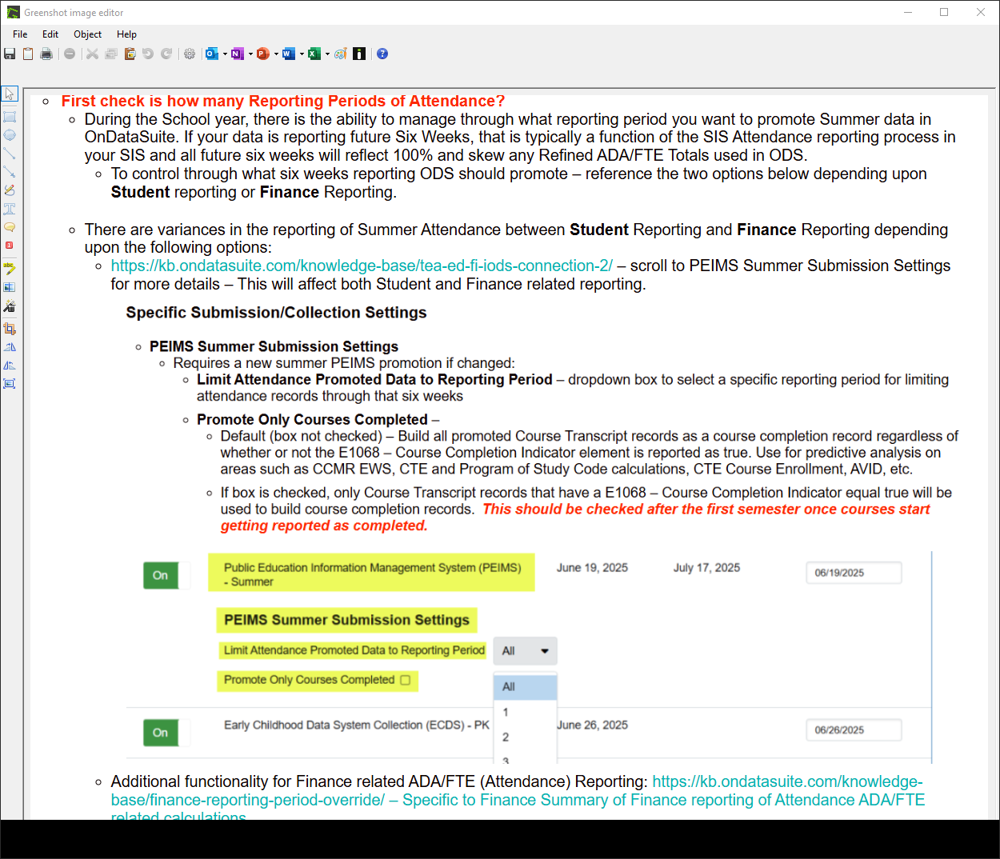 Greenshot image editor
File Edit Object Help
First check is how many Reporting Periods of Attendance?
During the School year, there is the ability to manage through what reporting period you want to promote Summer data in
OnDataSuite. If your data is reporting future Six Weeks, that is typically a function of the SIS Attendance reporting process in
your SIS and all future six weeks will reflect 100% and skew any Refined ADA/FTE Totals used in ODS.
To control through what six weeks reporting ODS should promote – reference the two options below depending upon
Student reporting or Finance Reporting.
There are variances in the reporting of Summer Attendance between Student Reporting and Finance Reporting depending
upon the following options:
https://kb.ondatasuite.com/knowledge-base/tea-ed-fi-iods-connection-2/ – scroll to PEIMS Summer Submission Settings
for more details – This will affect both Student and Finance related reporting.
Specific Submission/Collection Settings
PEIMS Summer Submission Settings
Requires a new summer PEIMS promotion if changed:
Limit Attendance Promoted Data to Reporting Period – dropdown box to select a specific reporting period for limiting
attendance records through that six weeks
Promote Only Courses Completed –
Default (box not checked) – Build all promoted Course Transcript records as a course completion record regardless of
whether or not the E1068 – Course Completion Indicator element is reported as true. Use for predictive analysis on
areas such as CCMR EWS, CTE and Program of Study Code calculations, CTE Course Enrollment, AVID, etc.
If box is checked, only Course Transcript records that have a E1068 – Course Completion Indicator equal true will be
used to build course completion records. This should be checked after the first semester once courses start
getting reported as completed.
On Public Education Information Management System (PEIMS) June 19, 2025 July 17, 2025 06/19/2025
- Summer
PEIMS Summer Submission Settings
Limit Attendance Promoted Data to Reporting Period All
Promote Only Courses Completed
All
1
On Early Childhood Data System Collection (ECDS) - PK June 26, 2025 06/26/2025
2
3
Additional functionality for Finance related ADA/FTE (Attendance) Reporting: https://kb.ondatasuite.com/knowledge-
base/finance-reporting-period-override/ – Specific to Finance Summary of Finance reporting of Attendance ADA/FTE
related calculations